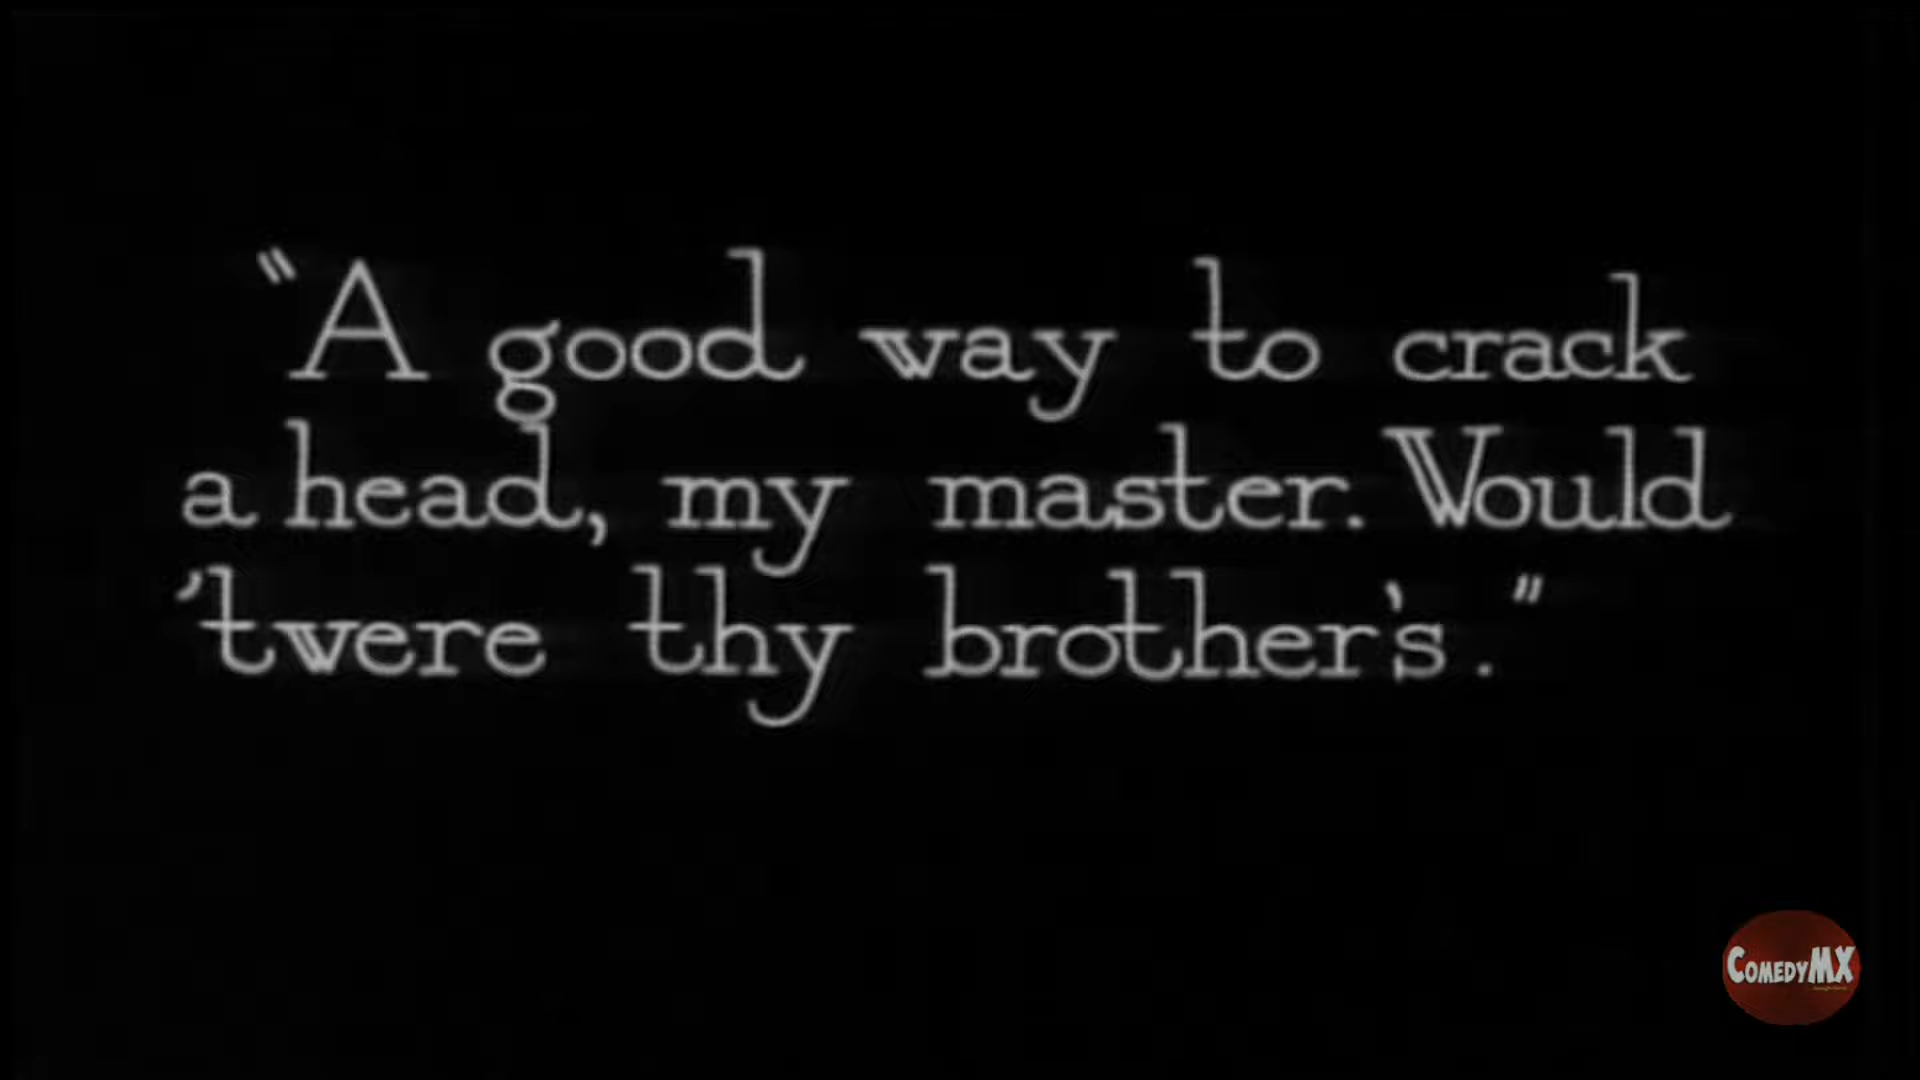 “A good way to crack
a head, my master. Would
’twere thy brother’s.”
COMEDYMX